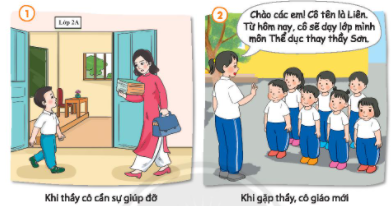 1
Lớp 2A
Khi thầy cô cần sự giúp đỡ
2
Chào các em! Cô tên là Liên.
Từ hôm nay, cô sẽ dạy lớp mình
môn Thể dục thay thầy Sơn.
Khi gặp thầy, cô giáo mới